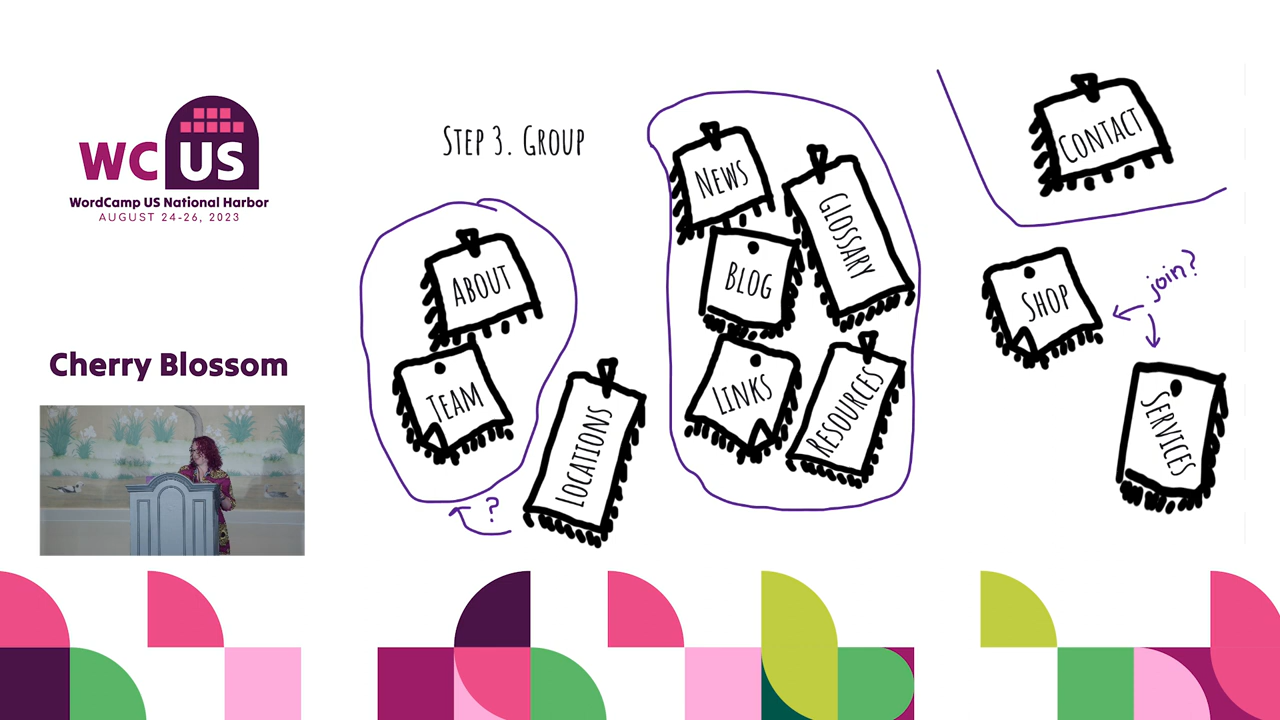 WC US
WordCamp US National Harbor
AUGUST 24-26, 2023
Cherry Blossom
STEP 3. GROUP
ABOUT
TEAM
LOCATIONS
?
NEWS
GLOSSARY
BLOG
LINKS
RESOURCES
CONTACT
SHOP
join?
SERVICES